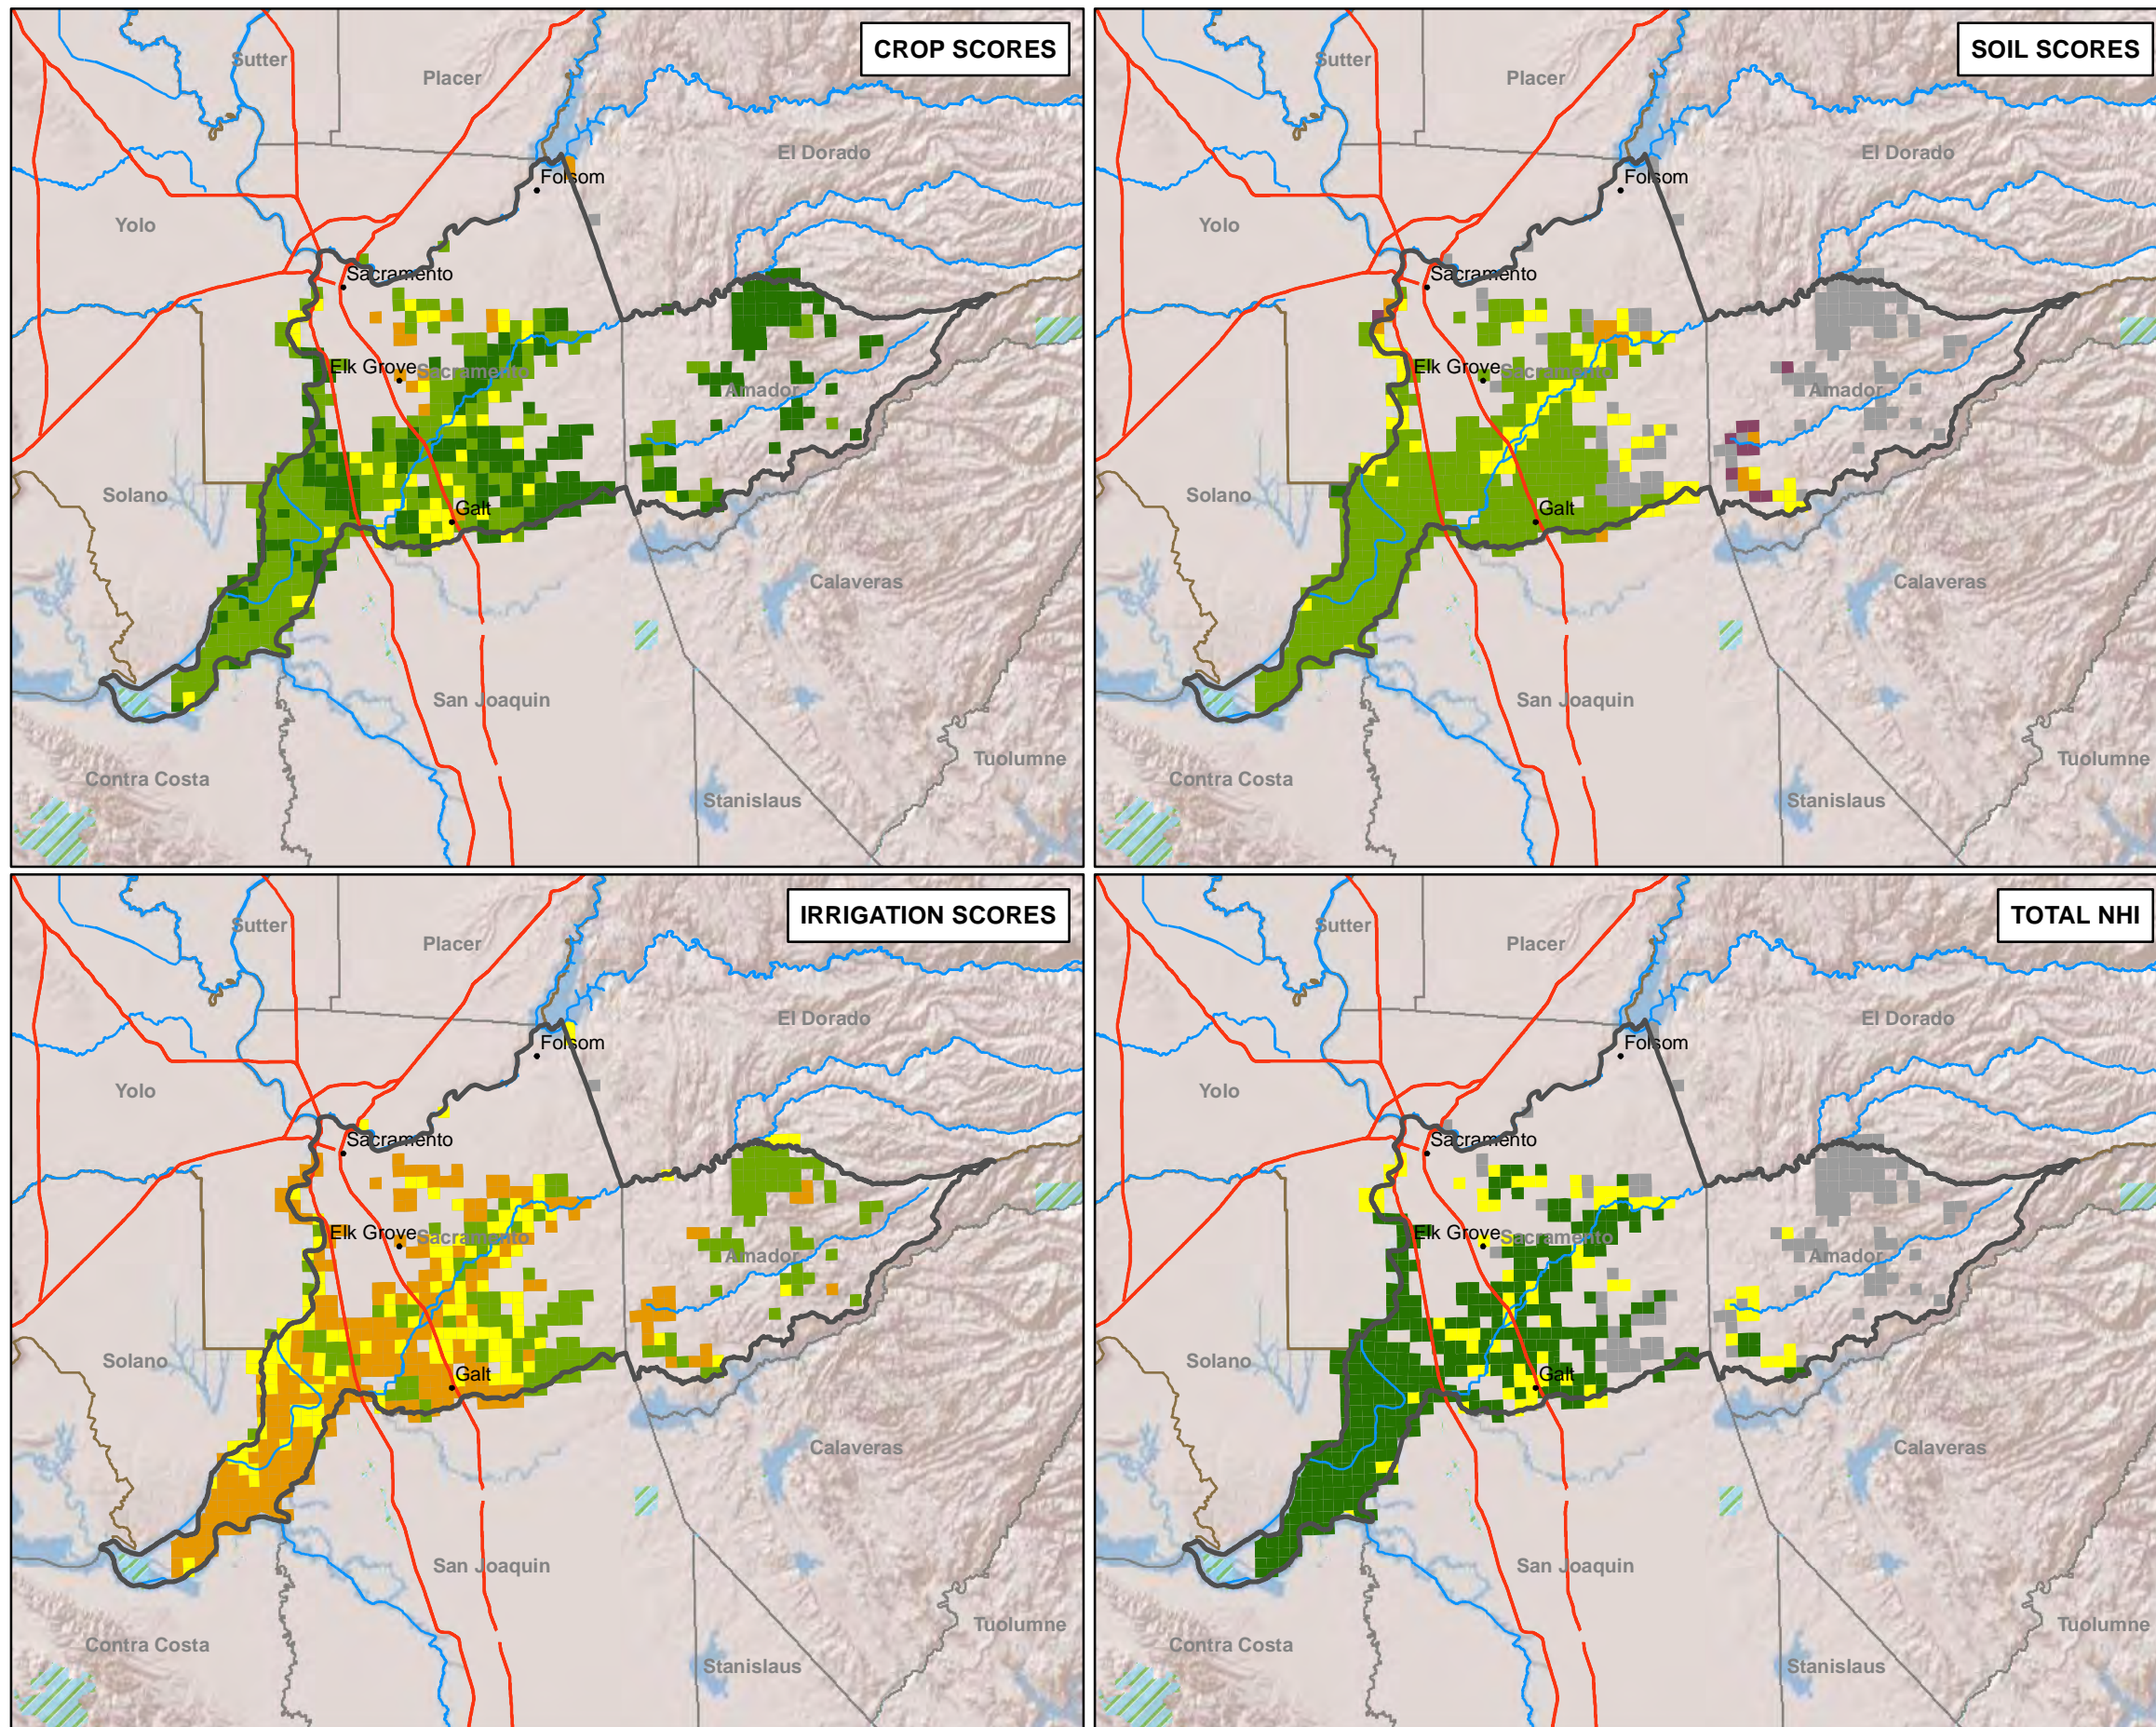 CROP SCORES
Sutter
Placer
El Dorado
Folsom
Yolo
Sacramento
Elk Grove
Sacramento
Amador
Solano
Galt
Calaveras
San Joaquin
Contra Costa
Tuolumne
Stanislaus
SOIL SCORES
Sutter
Placer
El Dorado
Folsom
Yolo
Sacramento
Elk Grove
Sacramento
Amador
Solano
Galt
Calaveras
San Joaquin
Contra Costa
Tuolumne
Stanislaus
IRRIGATION SCORES
Sutter
Placer
El Dorado
Folsom
Yolo
Sacramento
Elk Grove
Sacramento
Amador
Solano
Galt
Calaveras
San Joaquin
Contra Costa
Tuolumne
Stanislaus
TOTAL NHI
Sutter
Placer
El Dorado
Folsom
Yolo
Sacramento
Elk Grove
Sacramento
Amador
Solano
Galt
Calaveras
San Joaquin
Contra Costa
Tuolumne
Stanislaus